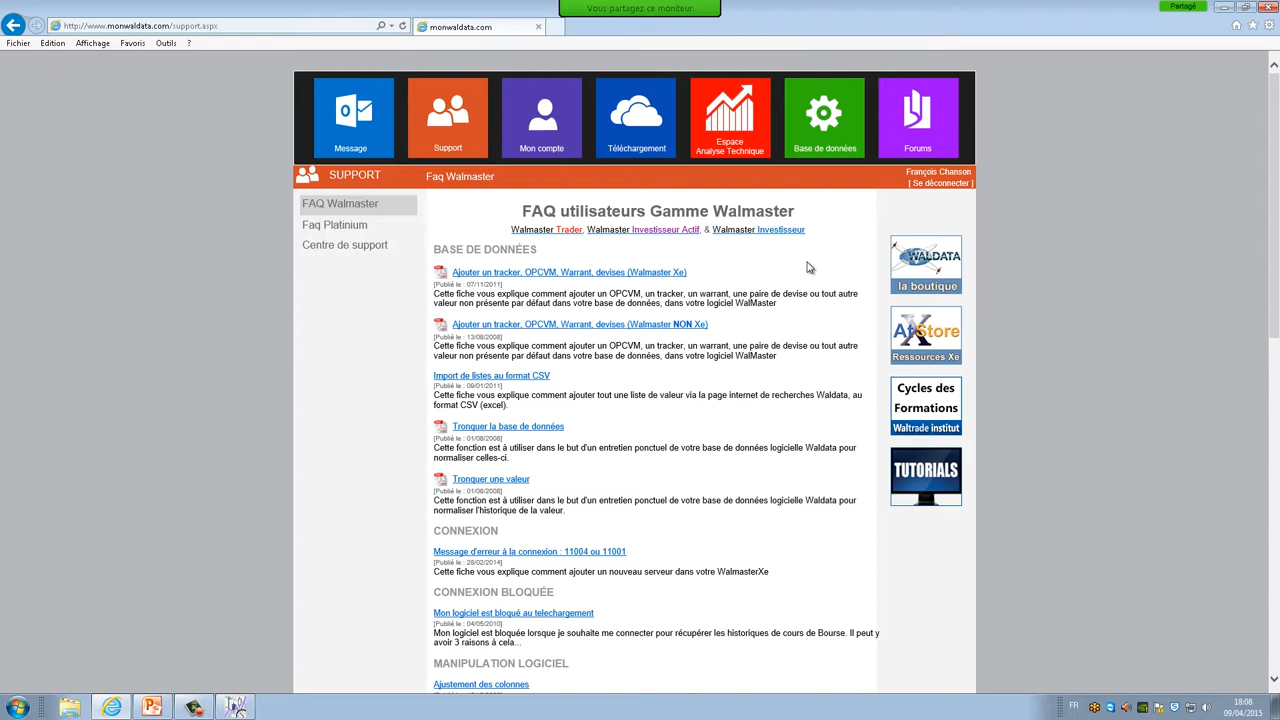 Vous partagez ce moniteur.
Partagé
http://www.monwaldata.com/support.aspx
monwaldata.com
Fichier Edition Affichage Favoris Outils ?
Message
Support
Mon compte
Téléchargement
Espace
Analyse Technique
Base de données
Forums
SUPPORT
Faq Walmaster
François Chanson
[ Se déconnecter ]
FAQ Walmaster
Faq Platinium
Centre de support
FAQ utilisateurs Gamme Walmaster
Walmaster Trader, Walmaster Investisseur Actif, & Walmaster Investisseur
BASE DE DONNÉES
Ajouter un tracker, OPCVM, Warrant, devises (Walmaster Xe)
[Publié le : 07/11/2011]
Cette fiche vous explique comment ajouter un OPCVM, un tracker, un warrant, une paire de devise ou tout autre
valeur non présente par défaut dans votre base de données, dans votre logiciel WalMaster
Ajouter un tracker, OPCVM, Warrant, devises (Walmaster NON Xe)
[Publié le : 13/08/2008]
Cette fiche vous explique comment ajouter un OPCVM, un tracker, un warrant, une paire de devise ou tout autre
valeur non présente par défaut dans votre base de données, dans votre logiciel WalMaster
Import de listes au format CSV
[Publié le : 09/01/2011]
Cette fiche vous explique comment ajouter tout une liste de valeur via la page internet de recherches Waldata, au
format CSV (excel).
Tronquer la base de données
[Publié le : 01/08/2008]
Cette fonction est à utiliser dans le but d'un entretien ponctuel de votre base de données logicielle Waldata pour
normaliser celles-ci.
Tronquer une valeur
[Publié le : 01/08/2008]
Cette fonction est à utiliser dans le but d'un entretien ponctuel de votre base de données logicielle Waldata pour
normaliser l'historique de la valeur.
CONNEXION
Message d'erreur à la connexion : 11004 ou 11001
[Publié le : 28/02/2014]
Cette fiche vous explique comment ajouter un nouveau serveur dans votre WalmasterXe
CONNEXION BLOQUÉE
Mon logiciel est bloqué au telechargement
[Publié le : 04/05/2010]
Mon logiciel est bloquée lorsque je souhaite me connecter pour récupérer les historiques de cours de Bourse. Il peut y
avoir 3 raisons à cela...
MANIPULATION LOGICIEL
Ajustement des colonnes
WALDATA
la boutique
AtStore
Ressources Xe
Cycles des
Formations
Waltrade institut
TUTORIALS
FR
18:08
09/04/2015